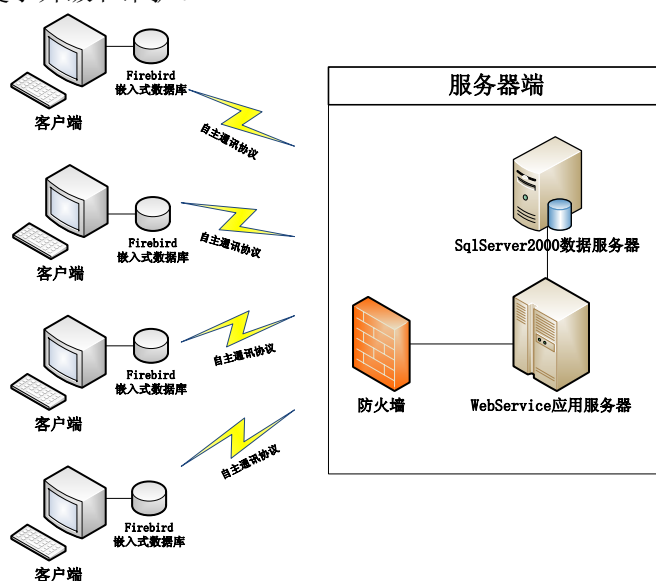 Firebird
嵌入式数据库
客户端
自主通讯协议
Firebird
嵌入式数据库
客户端
自主通讯协议
Firebird
嵌入式数据库
客户端
自主通讯协议
Firebird
嵌入式数据库
客户端
自主通讯协议
服务器端
SqlServer2000数据服务器
防火墙
WebService应用服务器